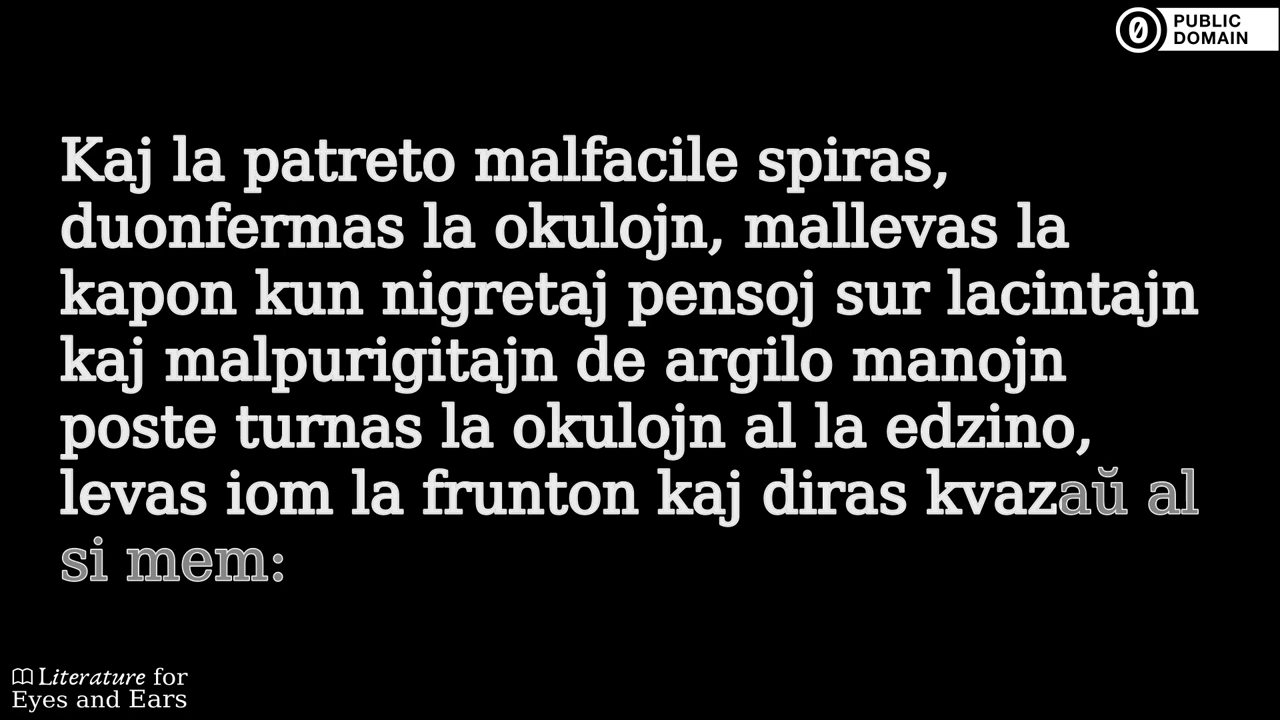 PUBLIC
DOMAIN
Kaj la patreto malfacile spiras,
duonfermas la okulojn, mallevas la
kapon kun nigretaj pensoj sur lacintajn
kaj malpurigitajn de argilo manojn
poste turnas la okulojn al la edzino,
levas iom la frunton kaj diras kvazaŭ al
si mem:
Literature for
Eyes and Ears